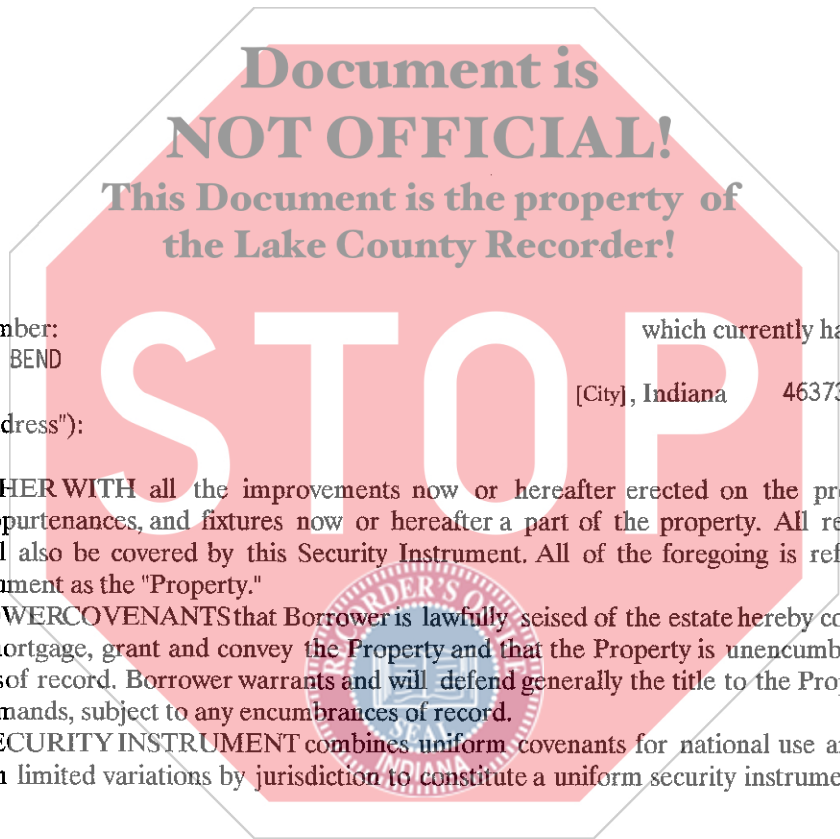 Document is
NOT OFFICIAL!
This Document is the property of
the Lake County Recorder!
STOP
mber: which currently ha
BEND
[City], Indiana 46373
dress"):
HER WITH all the improvements now or hereafter erected on the pr
purtenances, and fixtures now or hereafter a part of the property. All re
l also be covered by this Security Instrument. All of the foregoing is ref
ument as the "Property."
OWER COVENANTS that Borrower is lawfully seised of the estate hereby co
ortgage, grant and convey the Property and that the Property is unencumb
s of record. Borrower warrants and will defend generally the title to the Prop
mands, subject to any encumbrances of record.
ECURITY INSTRUMENT combines uniform covenants for national use a
h limited variations by jurisdiction to constitute a uniform security instrume
RECORDER'S OFFICE
SEAL
INDIANA